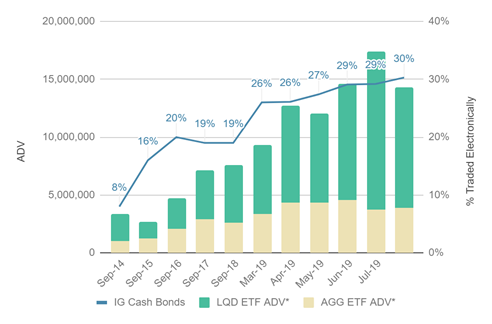 20,000,000
15,000,000
10,000,000
5,000,000
0
ADV
40%
30%
20%
10%
0%
% Traded Electronically
8%
16%
20%
19%
19%
26%
26%
27%
29%
29%
30%
Sep-14
Sep-15
Sep-16
Sep-17
Sep-18
Mar-19
Apr-19
May-19
Jun-19
Jul-19
IG Cash Bonds
LQD ETF ADV*
AGG ETF ADV*